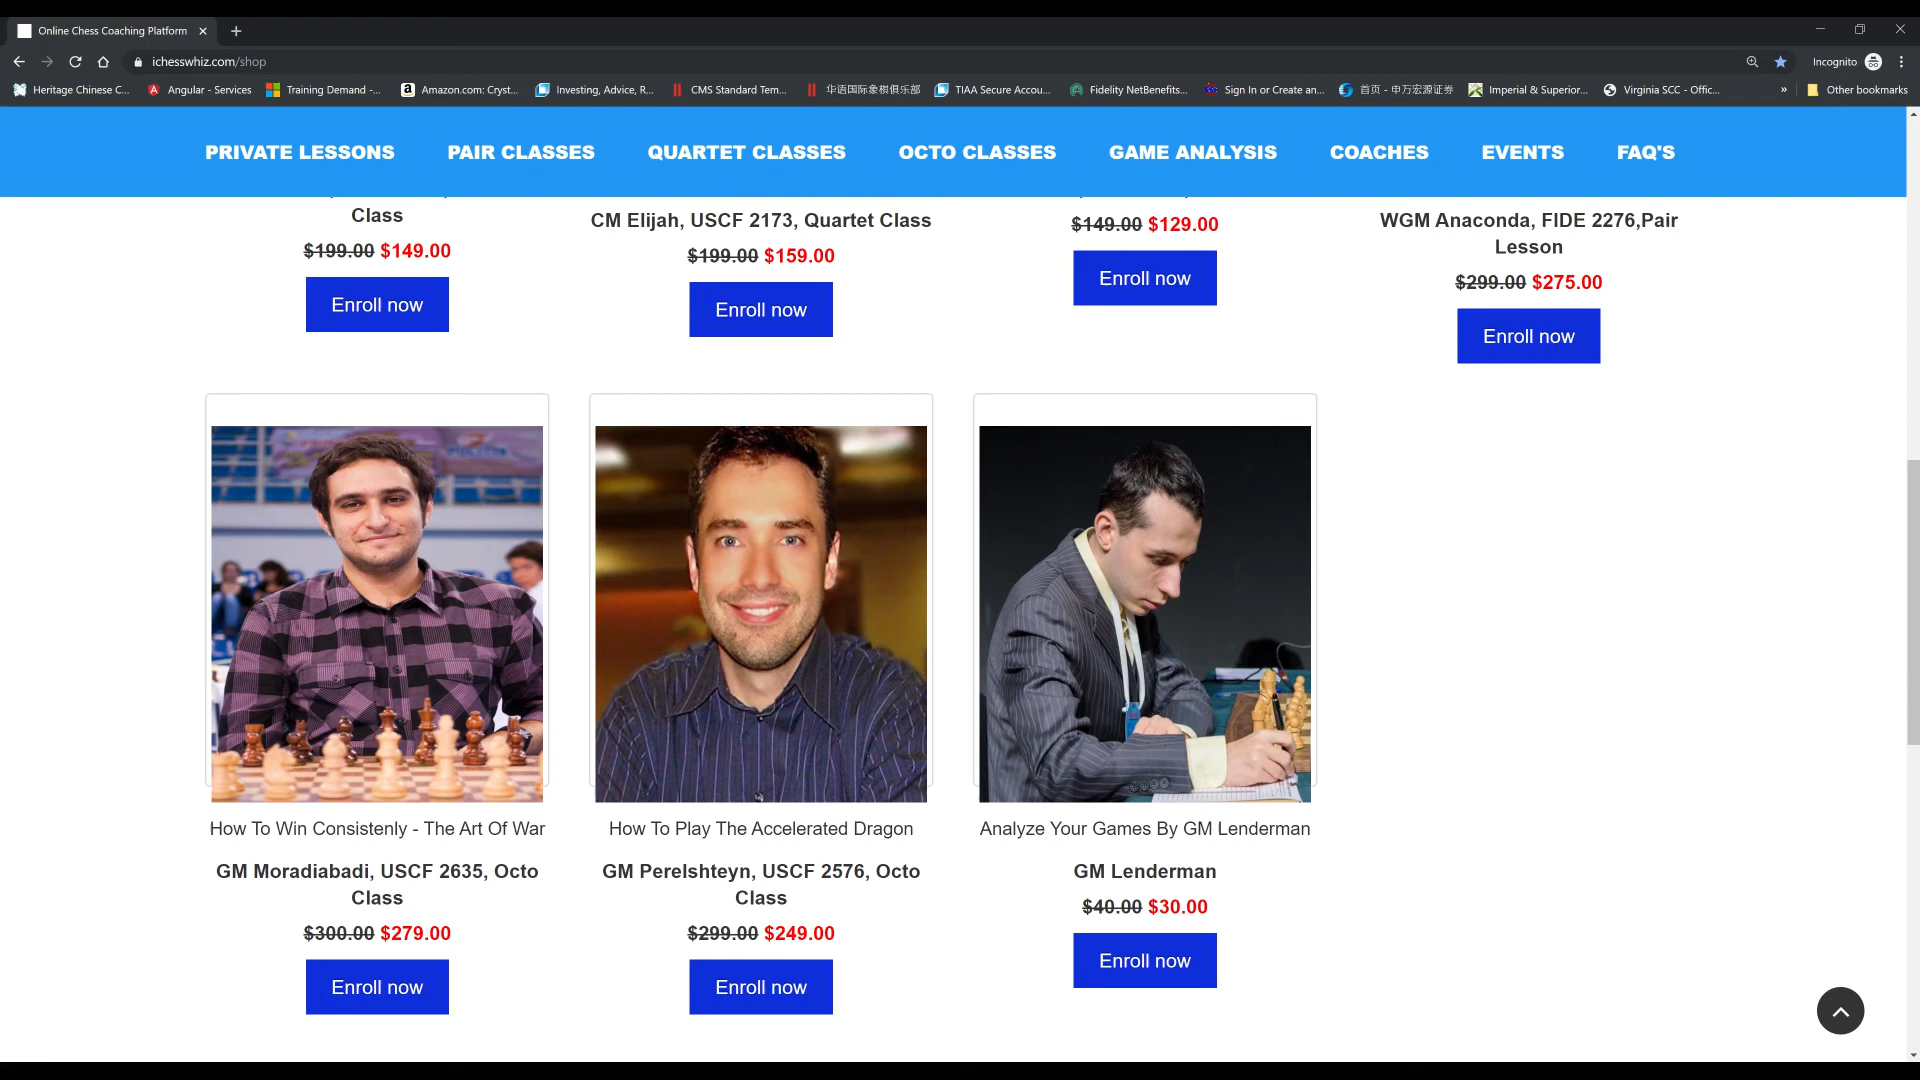 Online Chess Coaching Platform
ichesswhiz.com/shop
Incognito
Heritage Chinese C...
Angular - Services
Training Demand -...
Amazon.com: Cryst...
Investing, Advice, R...
CMS Standard Tem...
华语国际象棋俱乐部
TIAA Secure Accou...
Fidelity NetBenefits...
Sign In or Create an...
首页 - 申万宏源证券
Imperial & Superior...
Virginia SCC - Offic...
»
Other bookmarks
PRIVATE LESSONS
PAIR CLASSES
QUARTET CLASSES
OCTO CLASSES
GAME ANALYSIS
COACHES
EVENTS
FAQ'S
Class
$199.00 $149.00
Enroll now
CM Elijah, USCF 2173, Quartet Class
$199.00 $159.00
Enroll now
$149.00 $129.00
Enroll now
WGM Anaconda, FIDE 2276,Pair
Lesson
$299.00 $275.00
Enroll now
How To Win Consistenly - The Art Of War
GM Moradiabadi, USCF 2635, Octo
Class
$300.00 $279.00
Enroll now
How To Play The Accelerated Dragon
GM Perelshteyn, USCF 2576, Octo
Class
$299.00 $249.00
Enroll now
Analyze Your Games By GM Lenderman
GM Lenderman
$40.00 $30.00
Enroll now